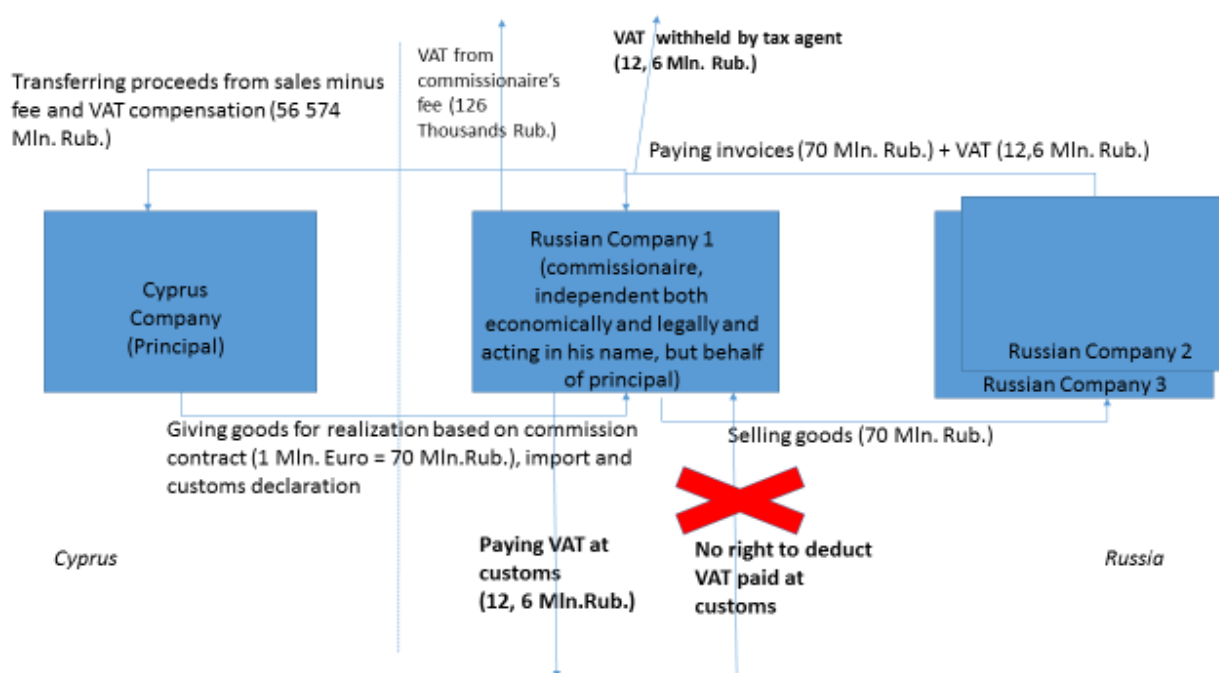 Transferring proceeds from sales minus
fee and VAT compensation (56 574
Mln. Rub.)
VAT from
commissionaire's
fee (126
Thousands Rub.)
VAT withheld by tax agent
(12, 6 Mln. Rub.)
Paying invoices (70 Mln. Rub.) + VAT (12,6 Mln. Rub.)
Cyprus
Company
(Principal)
Russian Company 1
(commissionaire,
independent both
economically and legally and
acting in his name, but behalf
of principal)
Russian Company 2
Russian Company 3
Giving goods for realization based on commission
contract (1 Mln. Euro = 70 Mln.Rub.), import and
customs declaration
Selling goods (70 Mln. Rub.)
Cyprus
Paying VAT at
customs
(12, 6 Mln.Rub.)
No right to deduct
VAT paid at
customs
Russia